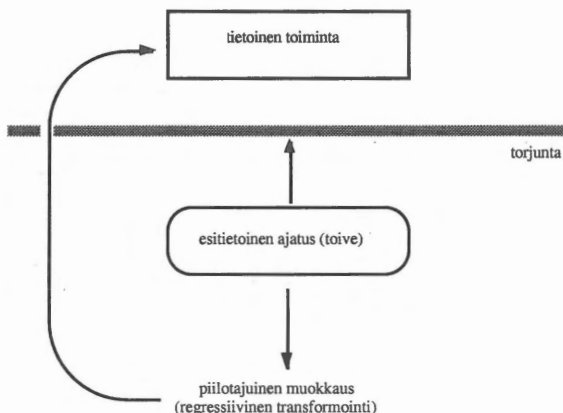 tietoinen toiminta
torjunta
esitietoinen ajatus (toive)
piilotajuinen muokkaus
(regressiivinen transformointi)